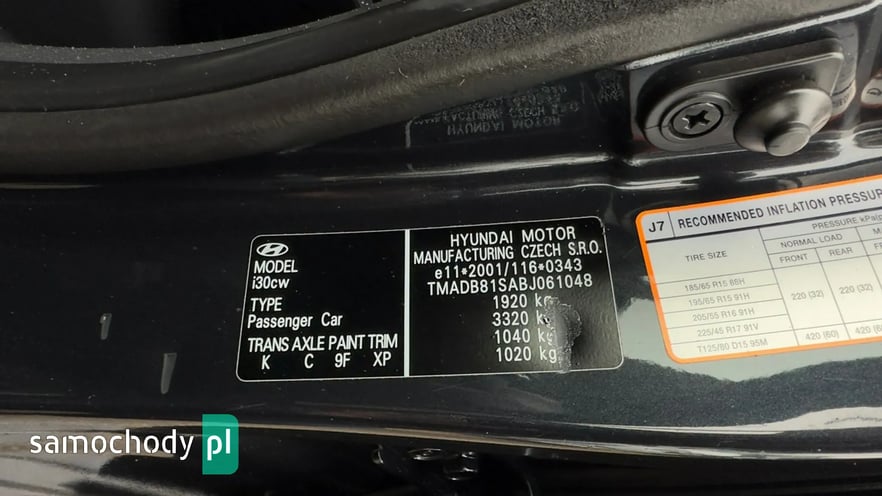 HYUNDAI MOTOR
MODEL
i30cw
TYPE
Passenger Car
TRANS AXLE PAINT TRIM
K C 9F XP
HYUNDAI MOTOR
MANUFACTURING CZECH S.R.O.
e11*2001/116*0343
TMADB81SABJ061048
1920 kg
3320 kg
1040 kg
1020 kg
J7 RECOMMENDED INFLATION
TIRE SIZE
NORMAL LOAD
FRONT REAR
185/65 R15 88H
195/65 R15 91H
205/55 R16 91H
225/45 R17 91V
T125/80 D15 95M
220 (32) 220 (32)
420 (60) 420 (60)
samochody pl